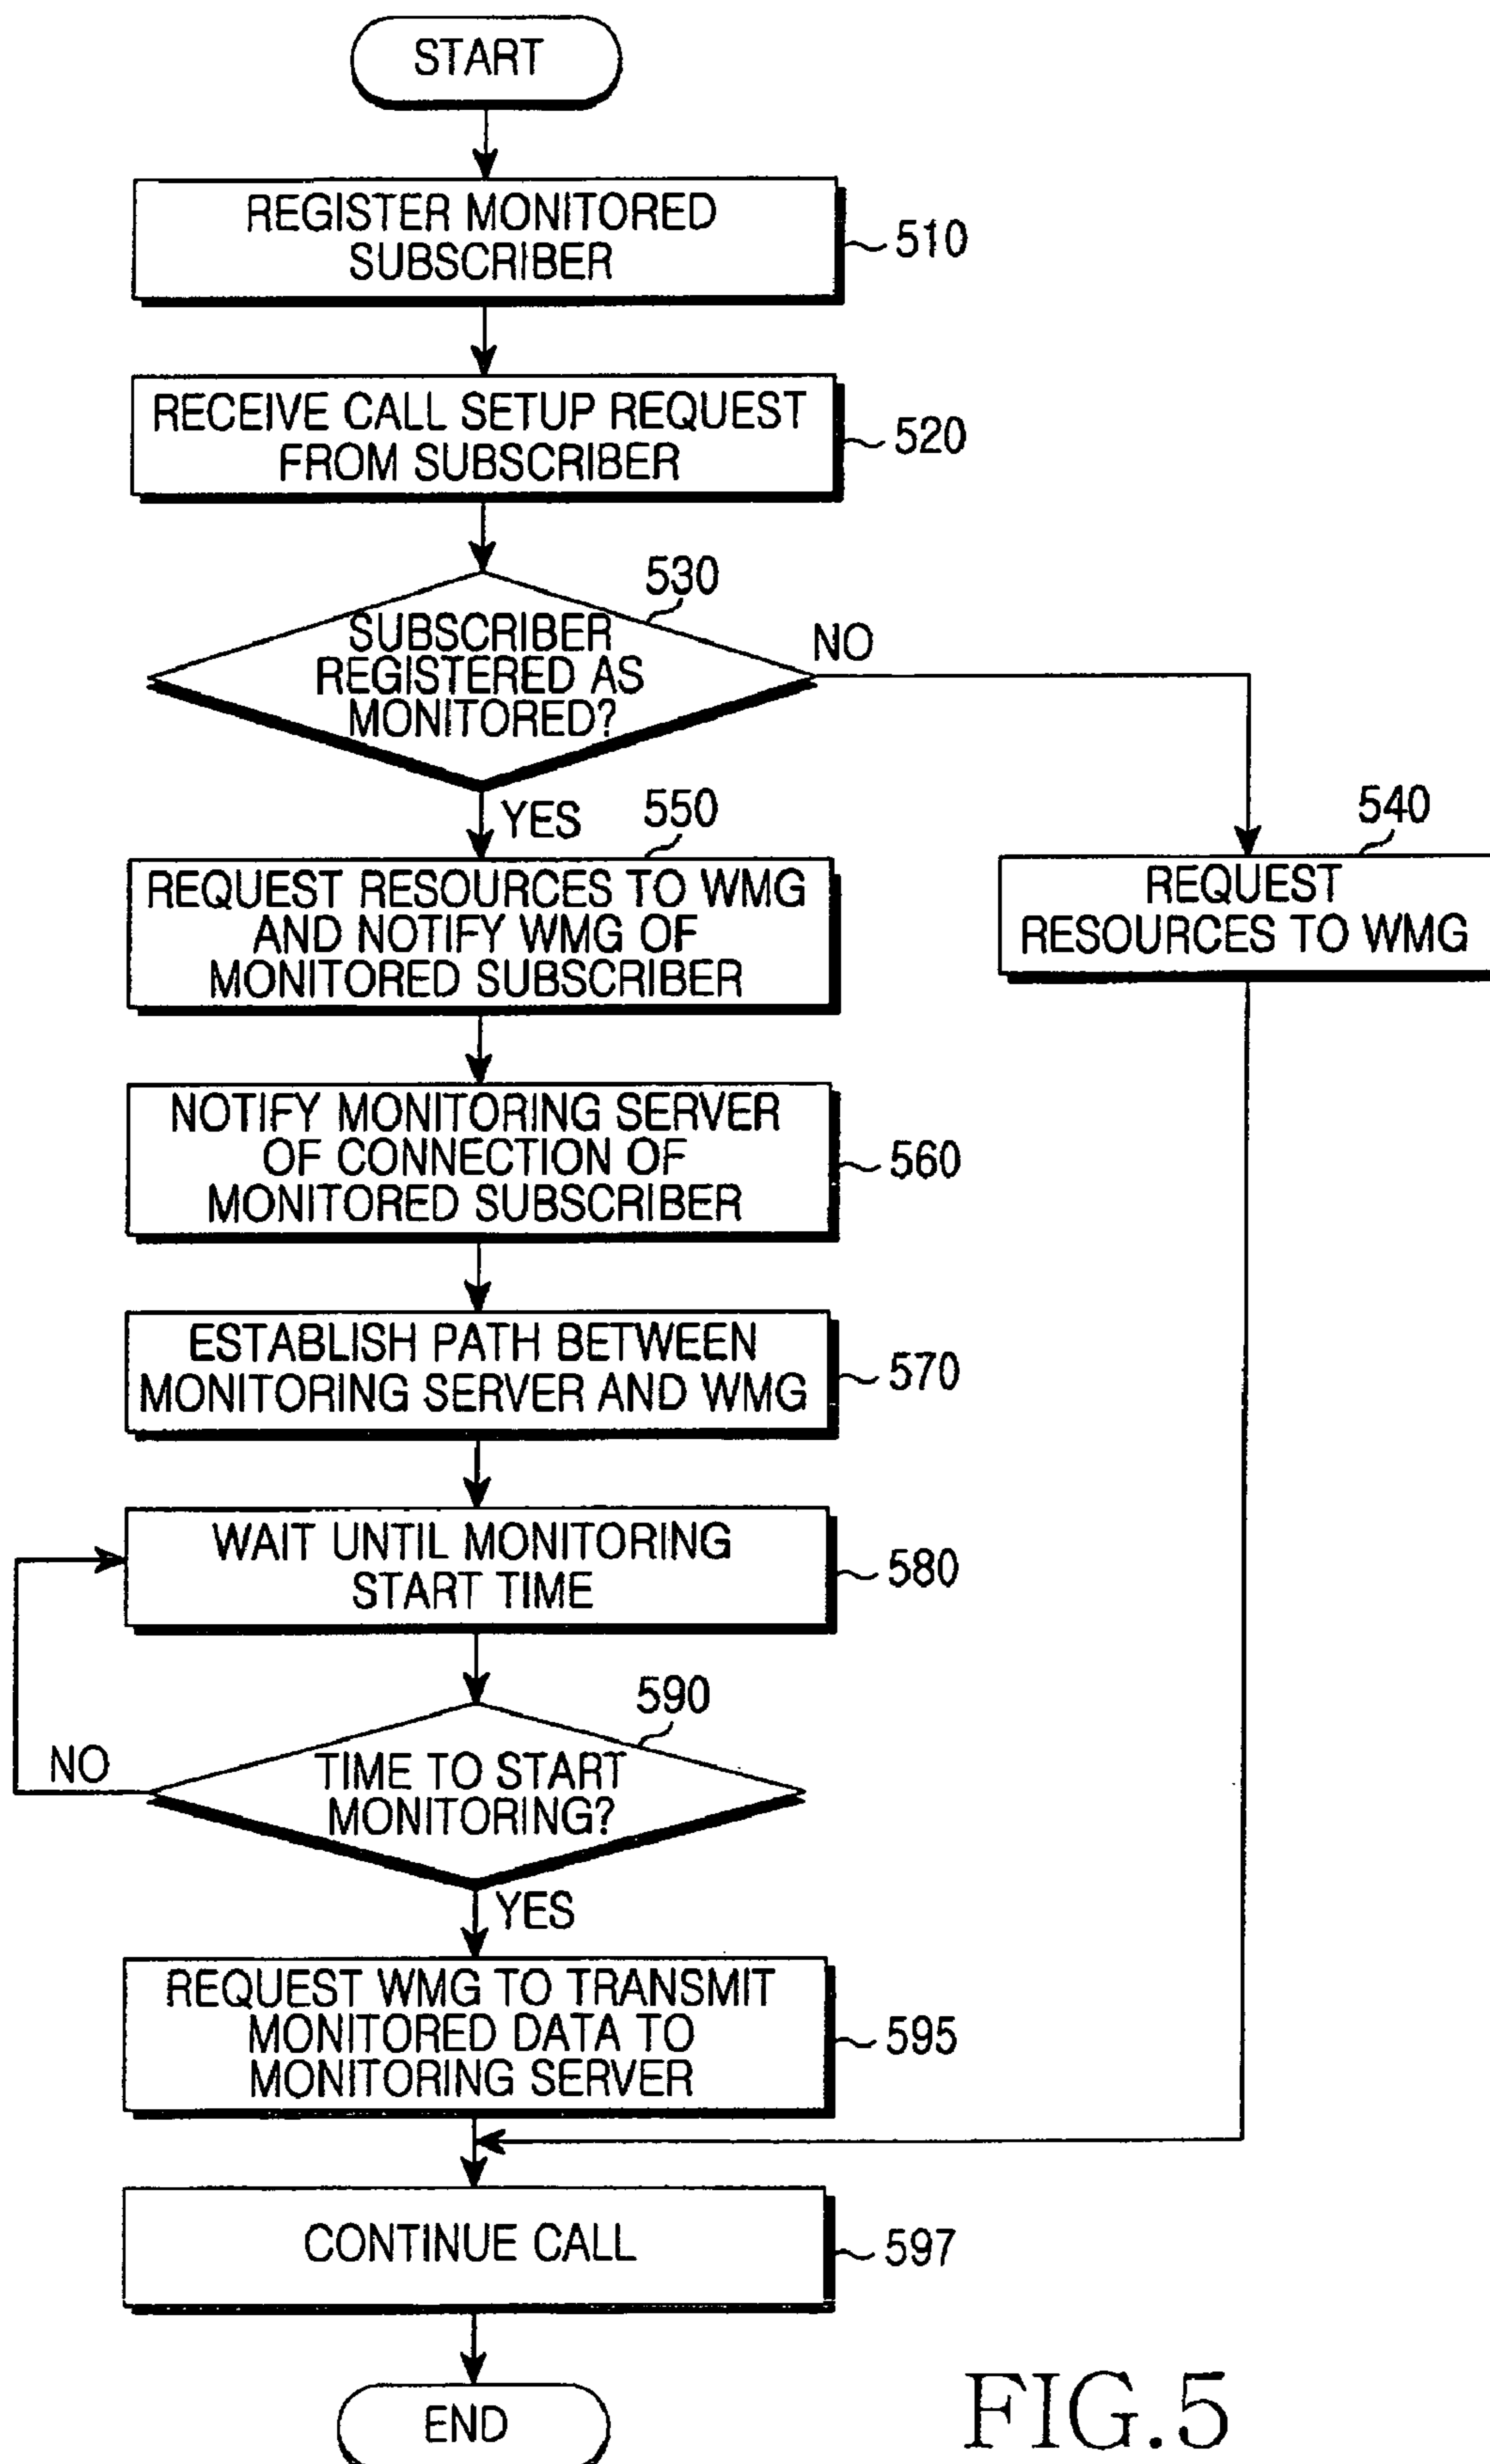 START
REGISTER MONITORED
SUBSCRIBER
510
RECEIVE CALL SETUP REQUEST
FROM SUBSCRIBER
520
530
SUBSCRIBER
REGISTERED AS
MONITORED?
NO
YES
550
REQUEST RESOURCES TO WMG
AND NOTIFY WMG OF
MONITORED SUBSCRIBER
540
REQUEST
RESOURCES TO WMG
NOTIFY MONITORING SERVER
OF CONNECTION OF
MONITORED SUBSCRIBER
560
ESTABLISH PATH BETWEEN
MONITORING SERVER AND WMG
570
WAIT UNTIL MONITORING
START TIME
580
590
NO
TIME TO START
MONITORING?
YES
REQUEST WMG TO TRANSMIT
MONITORED DATA TO
MONITORING SERVER
595
CONTINUE CALL
597
END
FIG.5